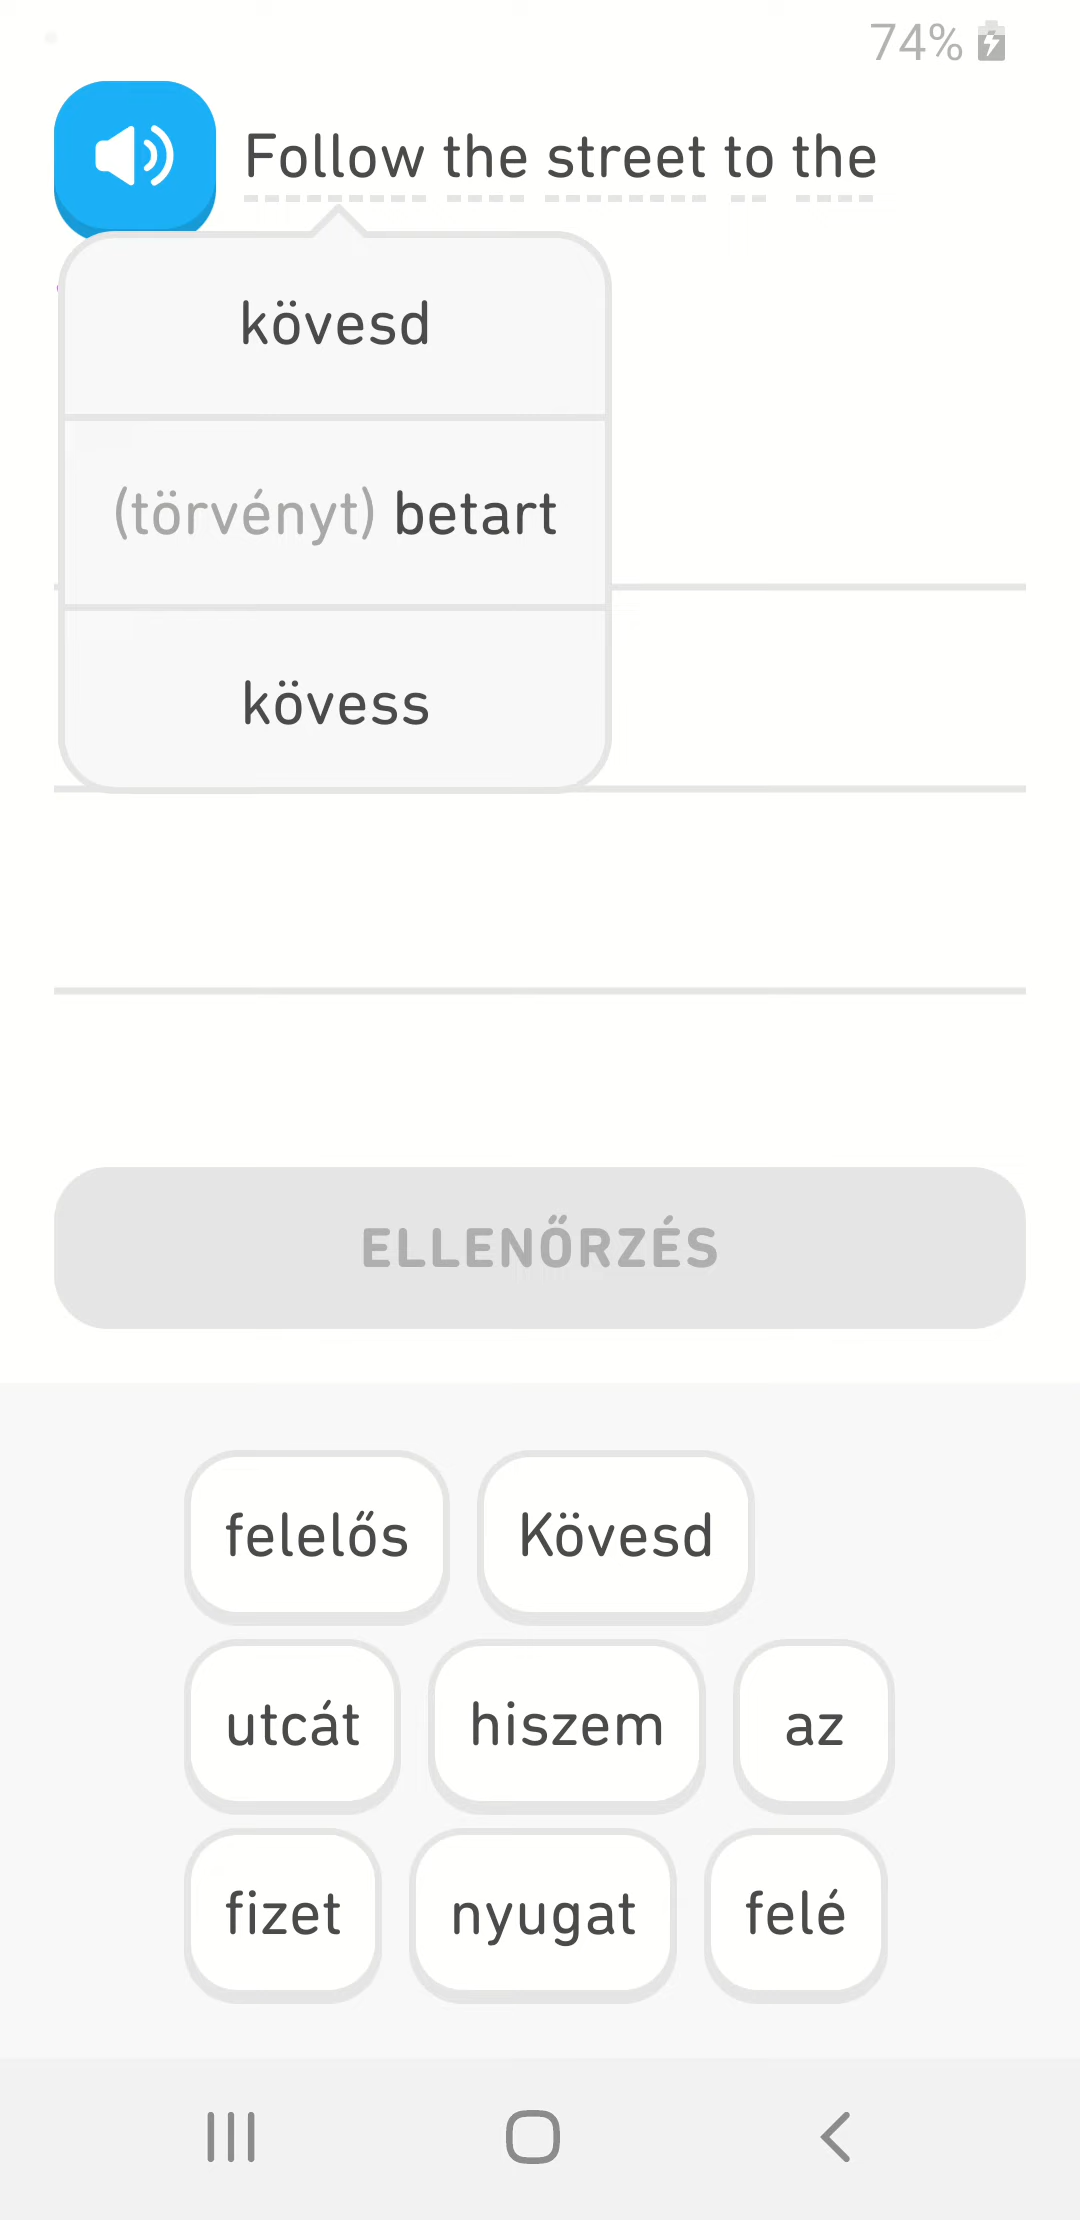 74%
Follow the street to the
kövesd
(törvényt) betart
kövess
ELLENŐRZÉS
felelős Kövesd
utcát hiszem az
fizet nyugat felé